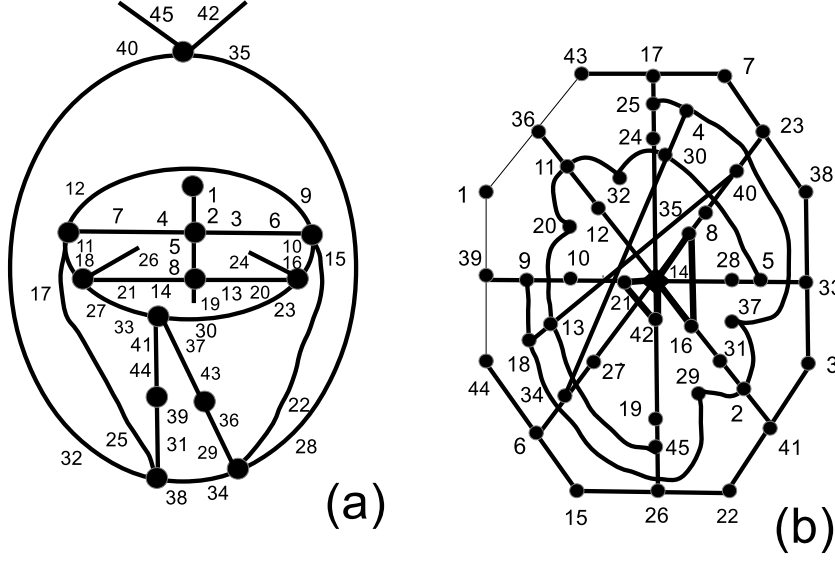 45 42
40 35
12 9
1
7 4 2 3 6
11 5 10 15
18 26 8 24 16
17 21 14 19 13 20
27 33 30 23
41 37
44 43
39 36
25 31 29 22
32 38 34 28
(a)
43 17 7
25 4
36 24 23
11 30
1 32 40 38
20 12 35 8
39 9 10 14 28 5 33
21
18 13 42 16 37
31 3
44 34 27 29 2
6 19 41
45
15 26 22
(b)